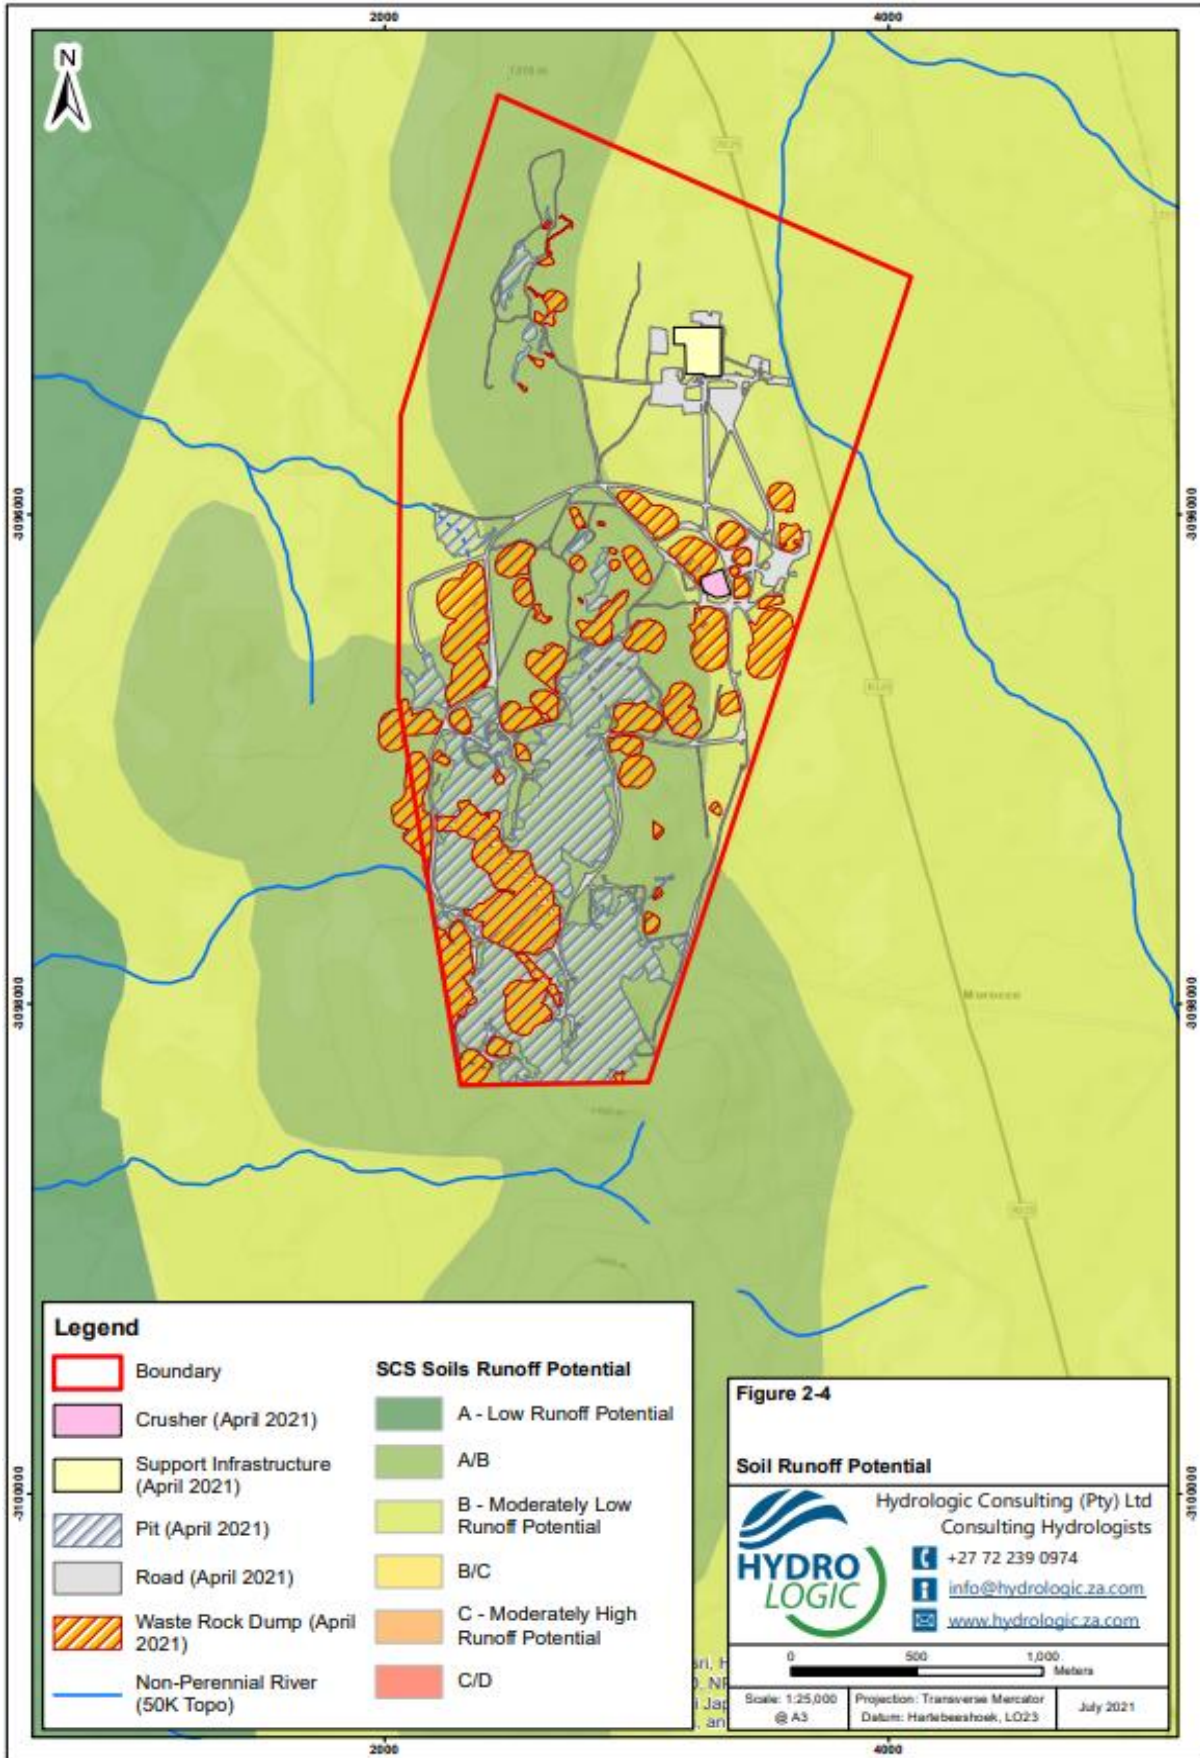 2000
4000
N
-3096000
-3096000
Morocco
-3098000
-3098000
Legend
Boundary
Crusher (April 2021)
Support Infrastructure
(April 2021)
Pit (April 2021)
Road (April 2021)
Waste Rock Dump (April
2021)
Non-Perennial River
(50K Topo)
SCS Soils Runoff Potential
A - Low Runoff Potential
A/B
B - Moderately Low
Runoff Potential
B/C
C - Moderately High
Runoff Potential
C/D
Figure 2-4
Soil Runoff Potential
HYDRO
LOGIC
Hydrologic Consulting (Pty) Ltd
Consulting Hydrologists
+27 72 239 0974
info@hydrologic.za.com
www.hydrologic.za.com
0 500 1,000
Meters
Scale: 1:25,000
@ A3
Projection: Transverse Mercator
Datum: Hartebeeshoek, LO23
July 2021
-3100000
-3100000
2000
4000